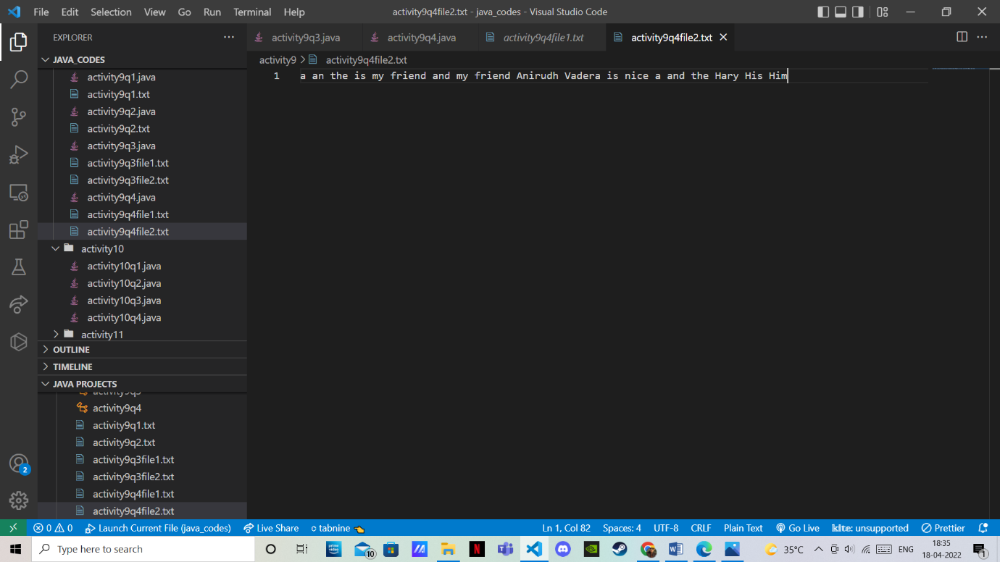 File Edit Selection View Go Run Terminal Help
activity9q4file2.txt - java_codes - Visual Studio Code
EXPLORER
activity9q3.java
activity9q4.java
activity9q4file1.txt
activity9q4file2.txt
JAVA_CODES
activity9 > activity9q4file2.txt
1 a an the is my friend and my friend Anirudh Vadera is nice a and the Hary His Him
activity9q1.java
activity9q1.txt
activity9q2.java
activity9q2.txt
activity9q3.java
activity9q3file1.txt
activity9q3file2.txt
activity9q4.java
activity9q4file1.txt
activity9q4file2.txt
activity10
activity10q1.java
activity10q2.java
activity10q3.java
activity10q4.java
activity11
OUTLINE
TIMELINE
JAVA PROJECTS
activity9q3
activity9q4
activity9q1.txt
activity9q2.txt
activity9q3file1.txt
activity9q3file2.txt
activity9q4file1.txt
activity9q4file2.txt
2
0 0 Launch Current File (java_codes) Live Share tabnine Ln 1, Col 82 Spaces: 4 UTF-8 CRLF Plain Text Go Live kite: unsupported Prettier
Type here to search
prime video
10
35°C
ENG
18:35
18-04-2022
1